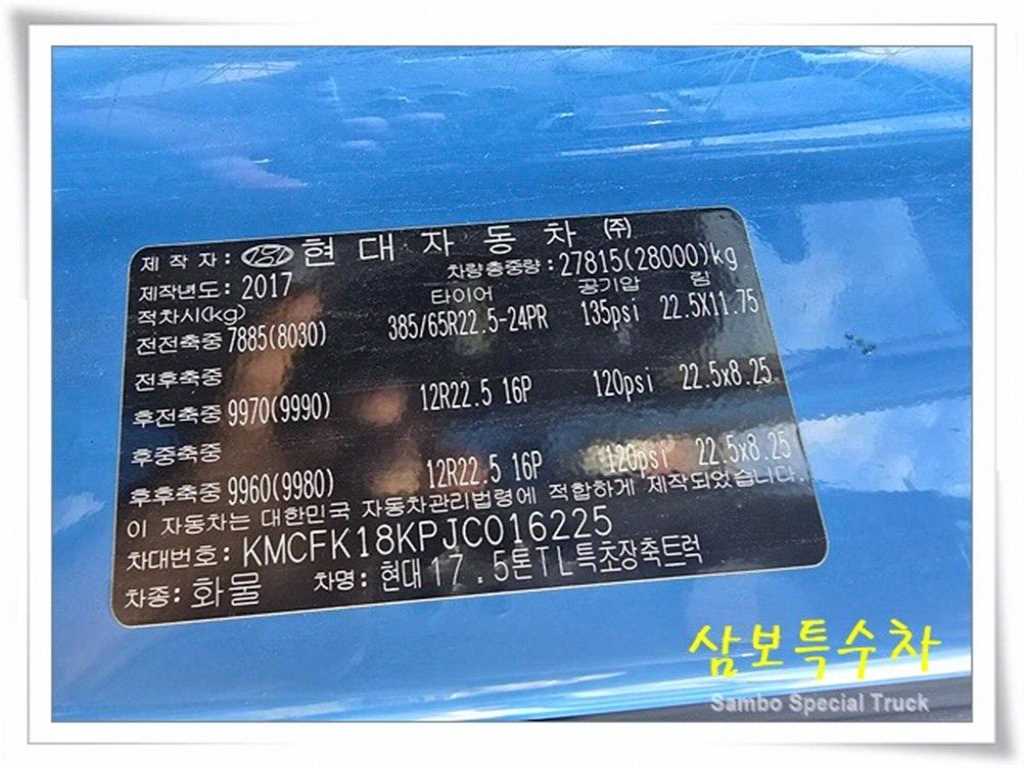 제작자: 현대자동차 ㈜
제작년도: 2017 차량총중량: 27815(28000)kg
적차시(kg) 타이어 공기압 림
전전축중 7885(8030) 385/65R22.5-24PR 135psi 22.5X11.75
전후축중
후전축중 9970(9990) 12R22.5 16P 120psi 22.5x8.25
후중축중
후후축중 9960(9980) 12R22.5 16P 120psi 22.5x8.25
이 자동차는 대한민국 자동차관리법령에 적합하게 제작되었습니다.
차대번호: KMCFK18KPJC016225
차종: 화물 차명: 현대17.5톤TL특초장축트럭
삼보특수차
Sambo Special Truck